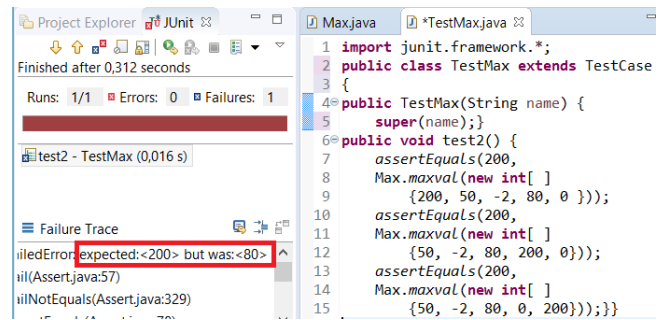 Project Explorer JUnit
Finished after 0,312 seconds
Runs: 1/1 Errors: 0 Failures: 1
test2 - TestMax (0,016 s)
Failure Trace
iledError: expected:<200> but was:<80>
ail(Assert.java:57)
ailNotEquals(Assert.java:329)
Max.java *TestMax.java
1 import junit.framework.*;
2 public class TestMax extends TestCase
3 {
4 public TestMax(String name) {
5 super(name);}
6 public void test2() {
7 assertEquals(200,
8 Max.maxval(new int[ ]
9 {200, 50, -2, 80, 0 }));
10 assertEquals(200,
11 Max.maxval(new int[ ]
12 {50, -2, 80, 200, 0}));
13 assertEquals(200,
14 Max.maxval(new int[ ]
15 {50, -2, 80, 0, 200}));}}